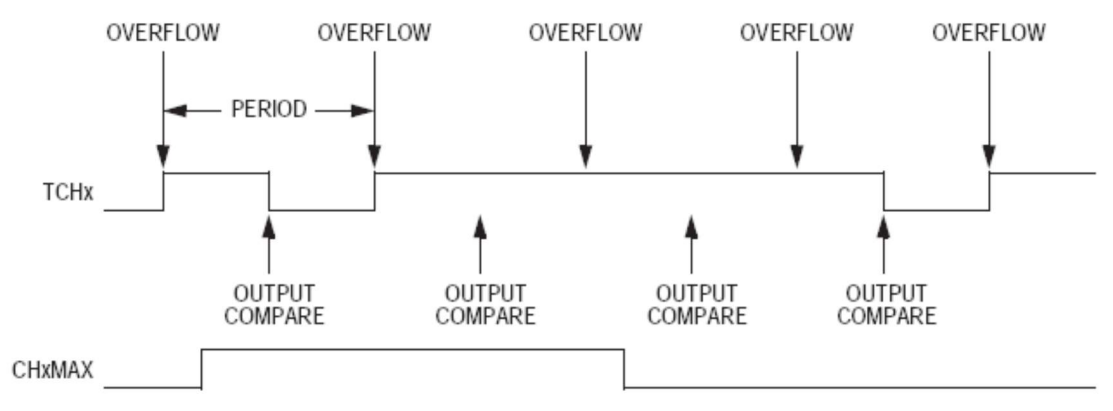 OVERFLOW OVERFLOW OVERFLOW OVERFLOW OVERFLOW
PERIOD
TCHx
OUTPUT COMPARE
OUTPUT COMPARE
OUTPUT COMPARE
OUTPUT COMPARE
CHxMAX